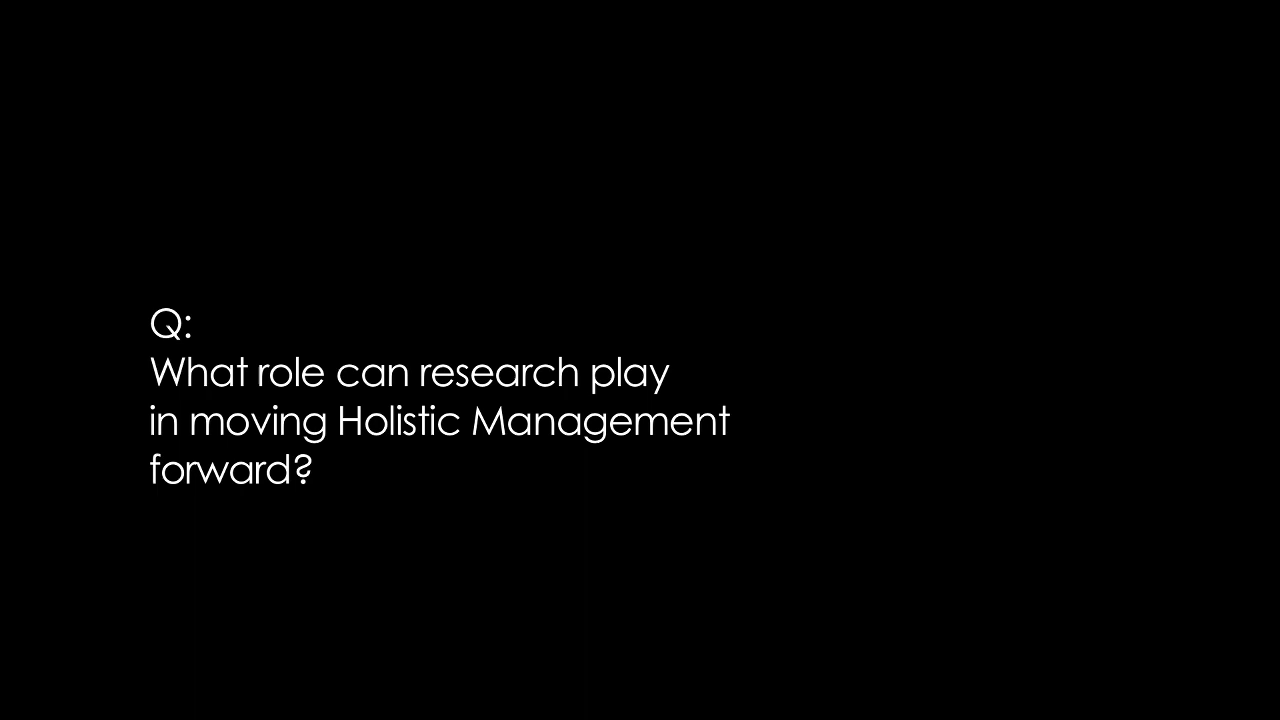 Q:
What role can research play
in moving Holistic Management
forward?